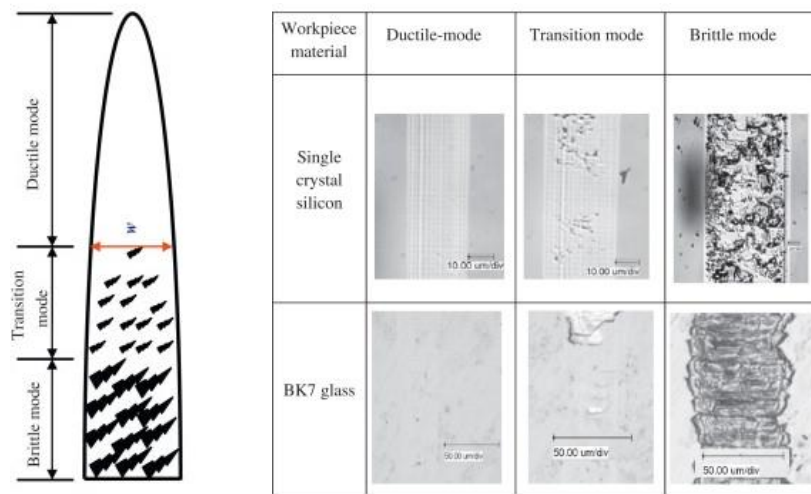 Ductile mode
w
Transition
mode
Brittle mode
Workpiece
material
Ductile-mode
Transition mode
Brittle mode
Single
crystal
silicon
10.00 um/div
10.00 um/div
BK7 glass
50.00 um/div
50.00 um/div
50.00 um/div